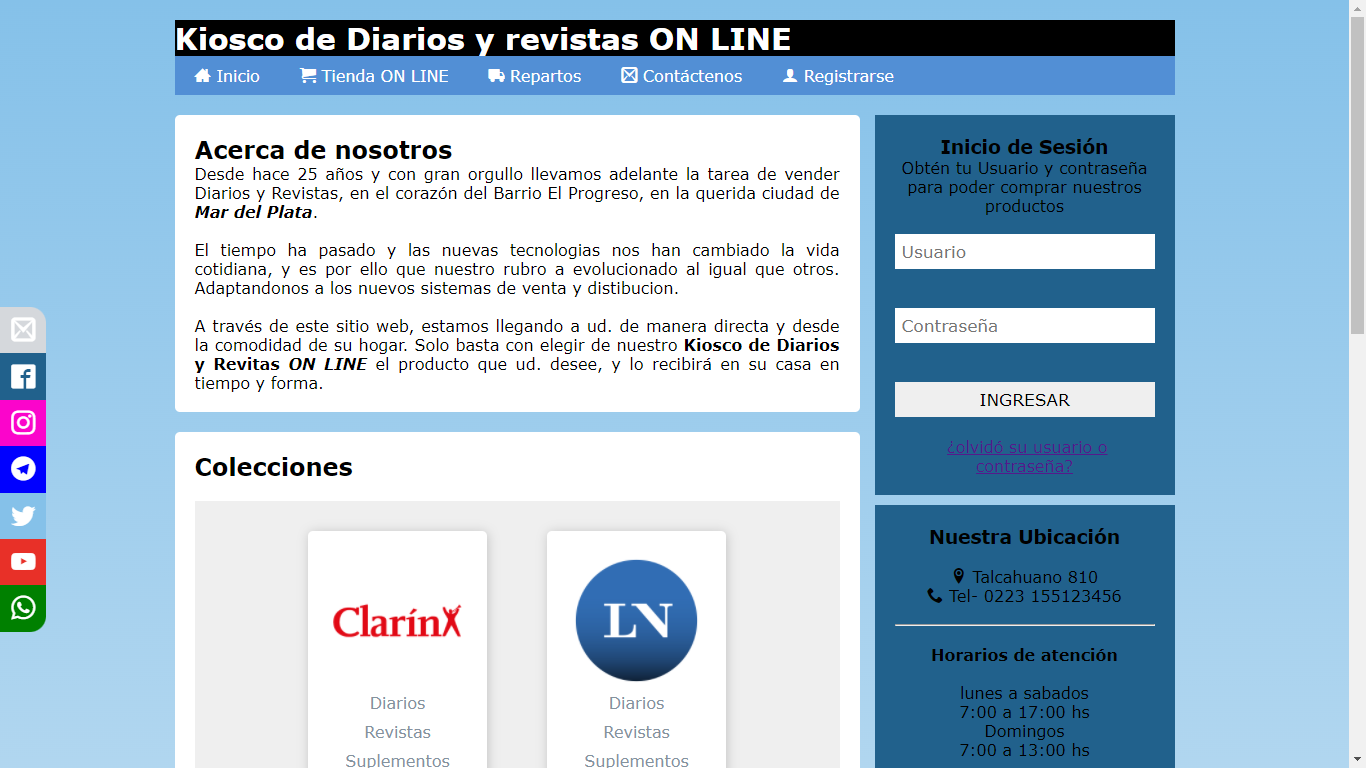 Kiosco de Diarios y revistas ON LINE
Inicio Tienda ON LINE Repartos Contáctenos Registrarse
Acerca de nosotros
Desde hace 25 años y con gran orgullo llevamos adelante la tarea de vender
Diarios y Revistas, en el corazón del Barrio El Progreso, en la querida ciudad de
Mar del Plata.
El tiempo ha pasado y las nuevas tecnologias nos han cambiado la vida
cotidiana, y es por ello que nuestro rubro a evolucionado al igual que otros.
Adaptandonos a los nuevos sistemas de venta y distibucion.
A través de este sitio web, estamos llegando a ud. de manera directa y desde
la comodidad de su hogar. Solo basta con elegir de nuestro Kiosco de Diarios
y Revitas ON LINE el producto que ud. desee, y lo recibirá en su casa en
tiempo y forma.
Colecciones
Clarín
Diarios
Revistas
Suplementos
LN
Diarios
Revistas
Suplementos
Inicio de Sesión
Obtén tu Usuario y contraseña
para poder comprar nuestros
productos
Usuario
Contraseña
INGRESAR
¿olvidó su usuario o
contraseña?
Nuestra Ubicación
Talcahuano 810
Tel- 0223 155123456
Horarios de atención
lunes a sabados
7:00 a 17:00 hs
Domingos
7:00 a 13:00 hs